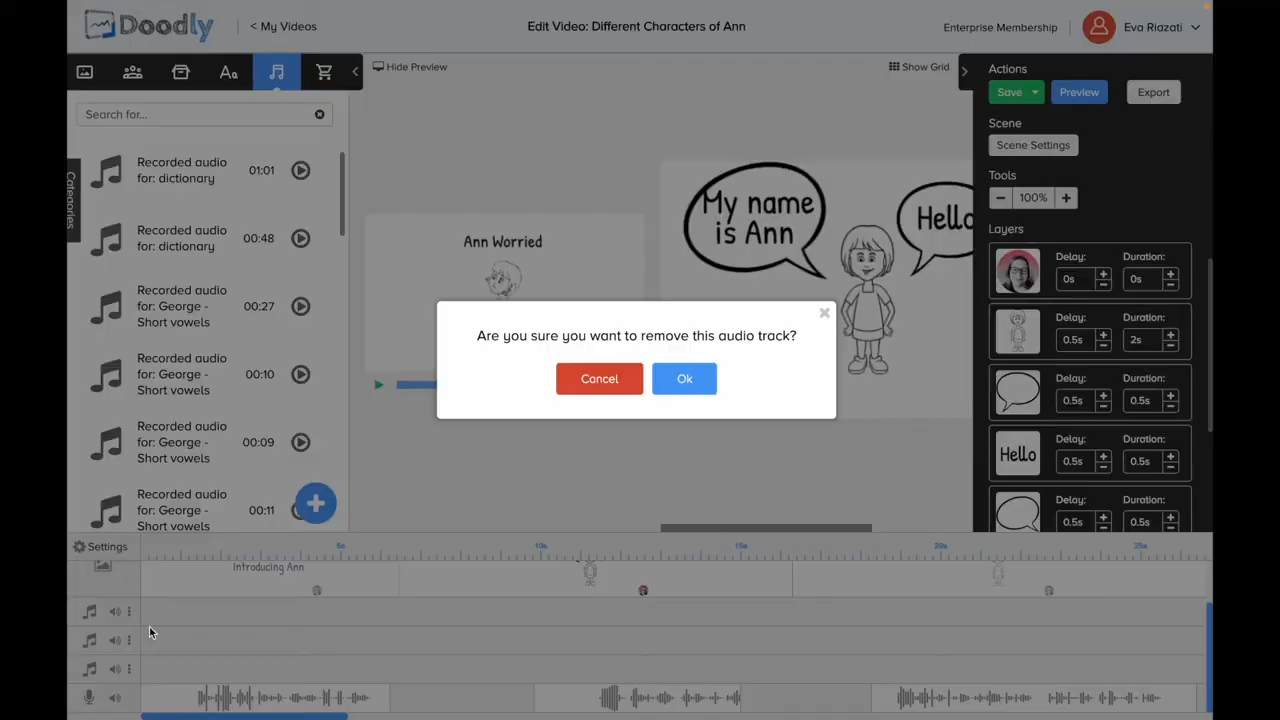 Doodly
< My Videos
Edit Video: Different Characters of Ann
Enterprise Membership
Eva Riazati
Aa
Hide Preview
Show Grid
Search for...
Categories
Recorded audio
for: dictionary
01:01
Recorded audio
for: dictionary
00:48
Recorded audio
for: George -
Short vowels
00:27
Recorded audio
for: George -
Short vowels
00:10
Recorded audio
for: George -
Short vowels
00:09
Recorded audio
for: George -
Short vowels
00:11
Ann Worried
My name
is Ann
Hello
Are you sure you want to remove this audio track?
Cancel
Ok
Actions
Save
Preview
Export
Scene
Scene Settings
Tools
100%
Layers
Delay:
Duration:
0s
0s
Delay:
Duration:
0.5s
2s
Delay:
Duration:
0.5s
0.5s
Hello
Delay:
Duration:
0.5s
0.5s
Delay:
Duration:
0.5s
0.5s
Settings
5s
10s
15s
20s
25s
Introducing Ann